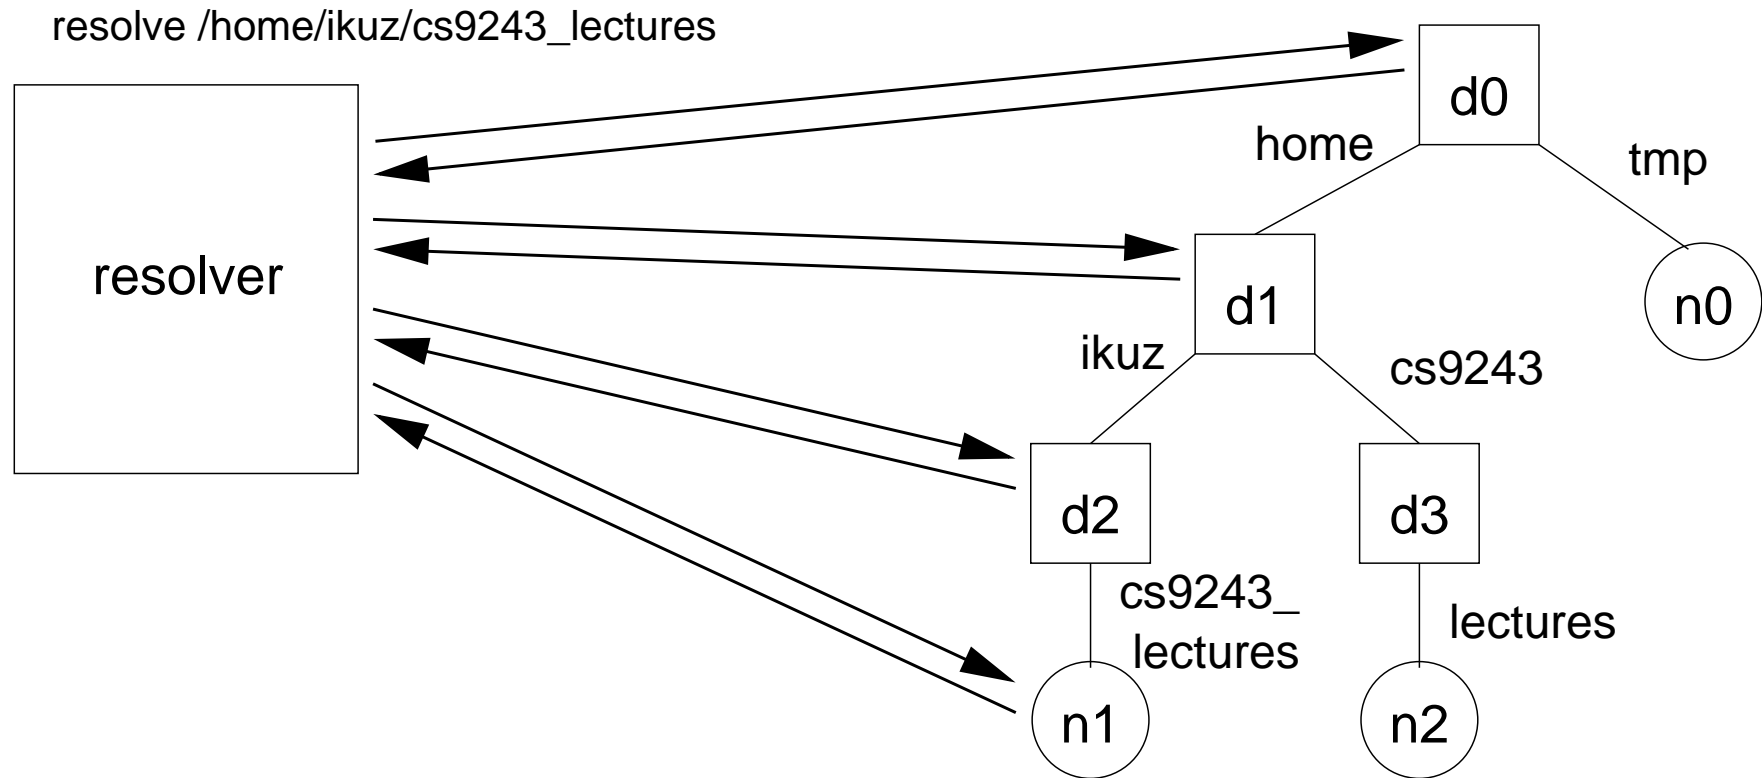 resolve /home/ikuz/cs9243_lectures
resolver
d0
home
tmp
d1
n0
ikuz
cs9243
d2
d3
cs9243_
lectures
lectures
n1
n2